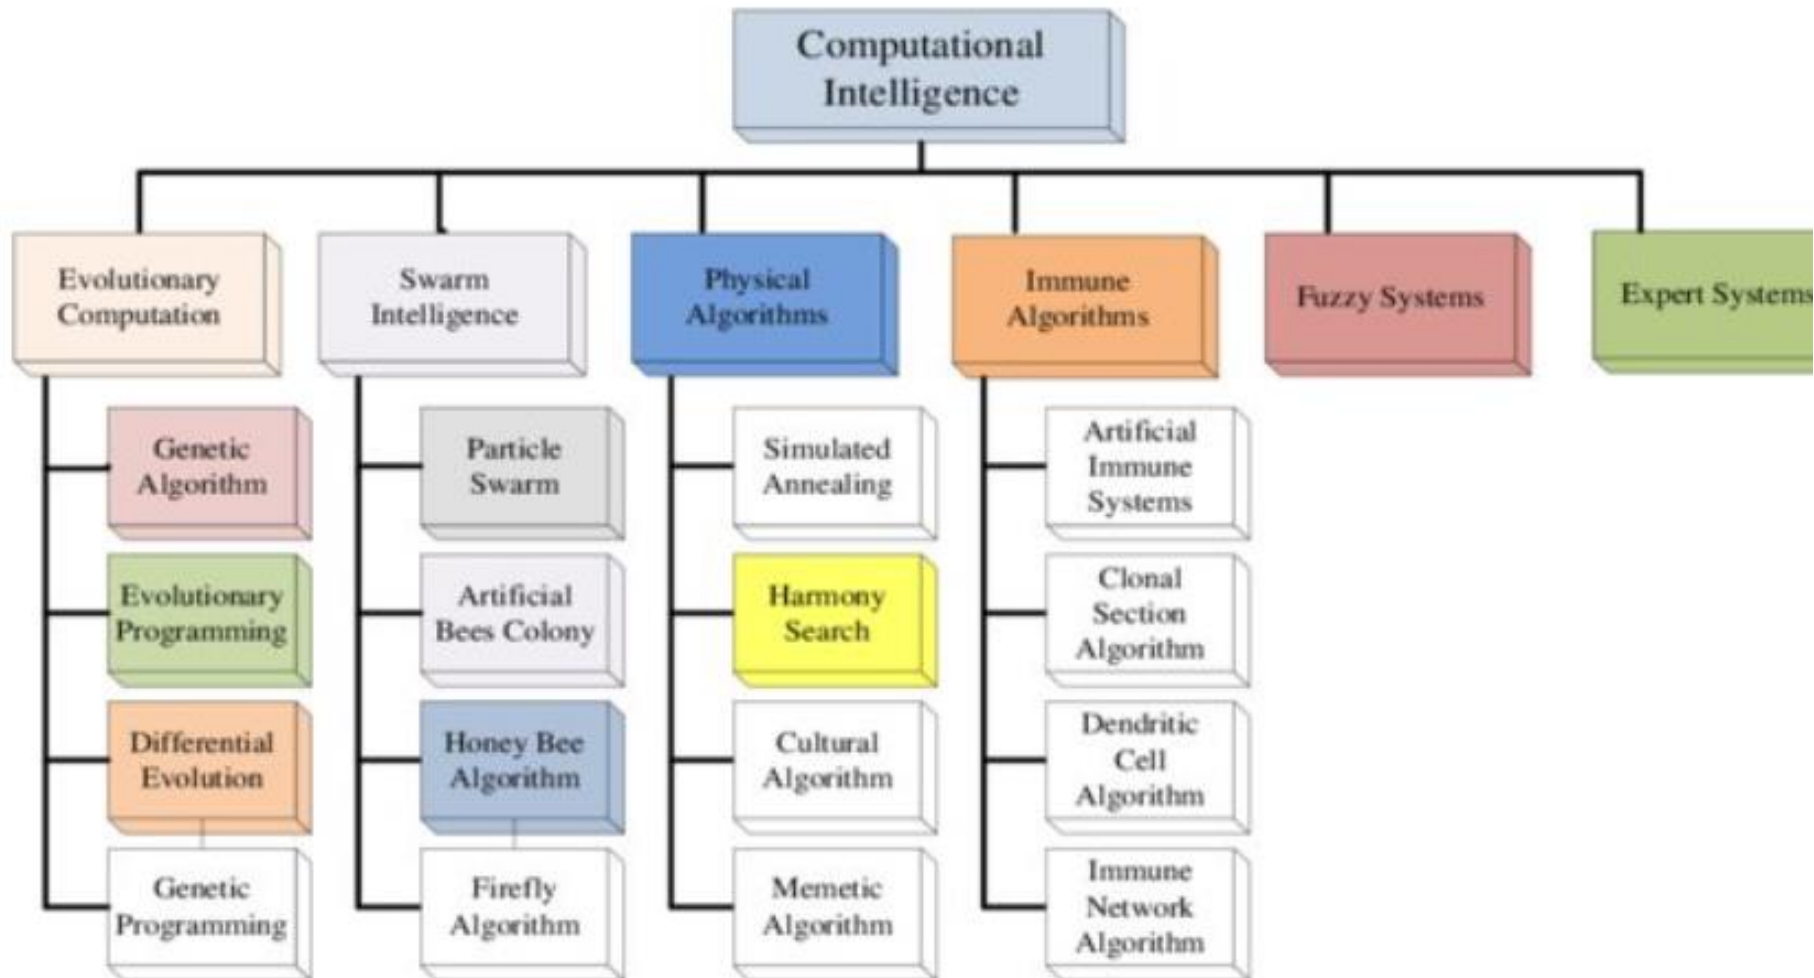 Computational
Intelligence
Evolutionary
Computation
Swarm
Intelligence
Physical
Algorithms
Immune
Algorithms
Fuzzy Systems
Expert Systems
Genetic
Algorithm
Particle
Swarm
Simulated
Annealing
Artificial
Immune
Systems
Evolutionary
Programming
Artificial
Bees Colony
Harmony
Search
Clonal
Section
Algorithm
Differential
Evolution
Honey Bee
Algorithm
Cultural
Algorithm
Dendritic
Cell
Algorithm
Genetic
Programming
Firefly
Algorithm
Memetic
Algorithm
Immune
Network
Algorithm